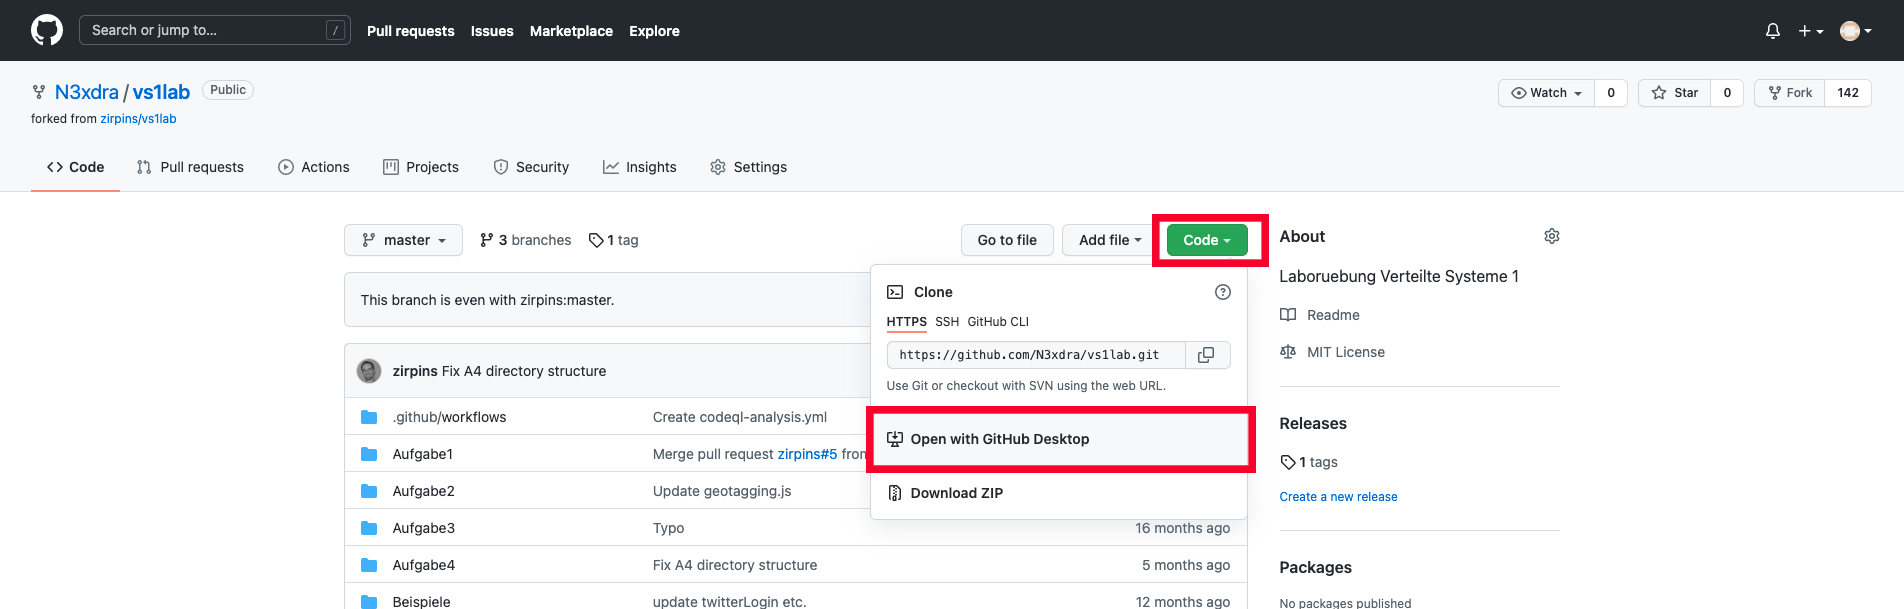 Search or jump to... /
Pull requests Issues Marketplace Explore
N3xdra / vs1lab Public
Watch 0 Star 0 Fork 142
forked from zirpins/vs1lab
Code Pull requests Actions Projects Security Insights Settings
master 3 branches 1 tag Go to file Add file Code
This branch is even with zirpins:master.
Clone
HTTPS SSH GitHub CLI
https://github.com/N3xdra/vs1lab.git
Use Git or checkout with SVN using the web URL.
Open with GitHub Desktop
Download ZIP
zirpins Fix A4 directory structure
.github/workflows Create codeql-analysis.yml
Aufgabe1 Merge pull request zirpins#5 from
Aufgabe2 Update geotagging.js
Aufgabe3 Typo 16 months ago
Aufgabe4 Fix A4 directory structure 5 months ago
Beispiele update twitterLogin etc. 12 months ago
About
Laboruebung Verteilte Systeme 1
Readme
MIT License
Releases
1 tags
Create a new release
Packages
No packages published